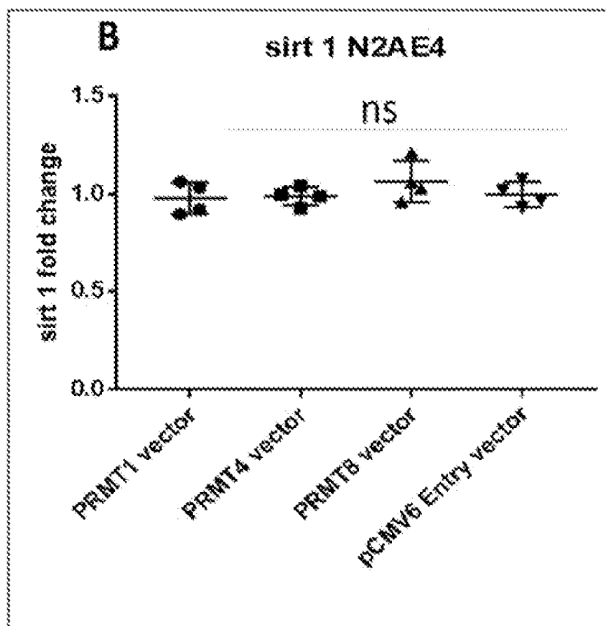 B
sirt 1 N2AE4
ns
sirt 1 fold change
1.5
1.0
0.5
0.0
PRMT1 vector
PRMT4 vector
PRMT8 vector
pCMV6 Entry vector